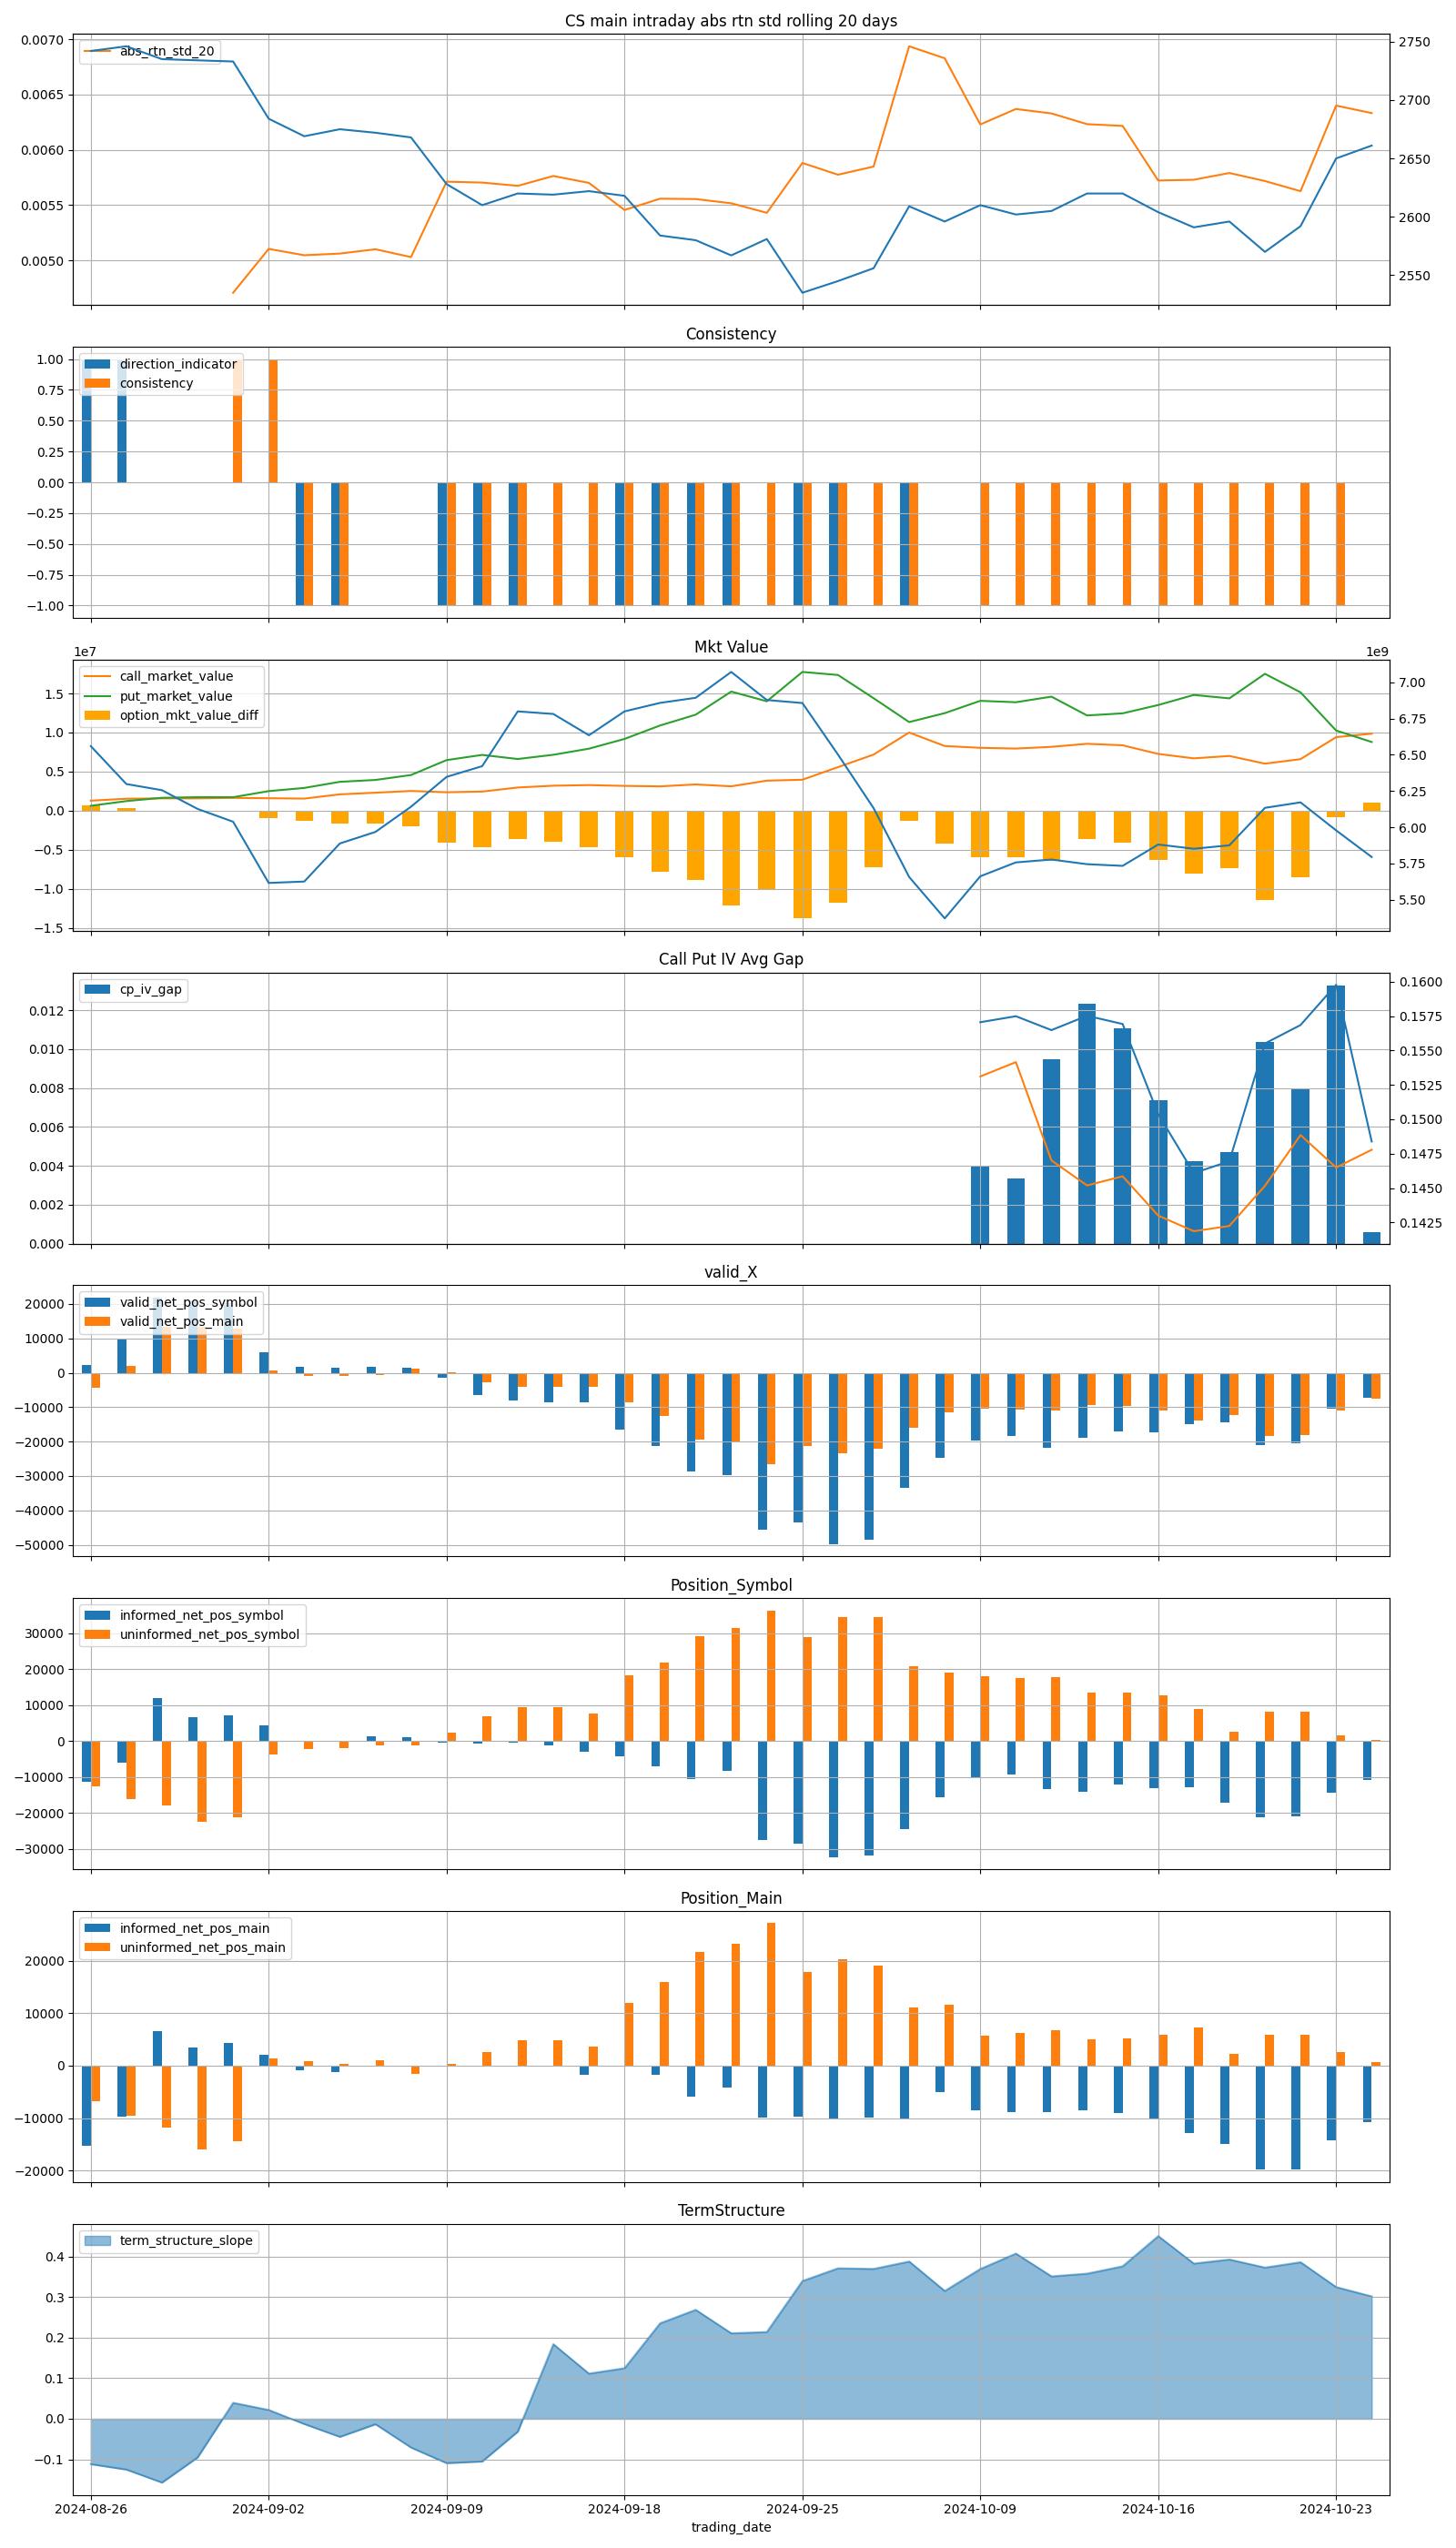 CS main intraday abs rtn std rolling 20 days
abs_rtn_std_20
0.0070
0.0065
0.0060
0.0055
0.0050
2750
2700
2650
2600
2550
Consistency
direction_indicator
consistency
1.00
0.75
0.50
0.25
0.00
−0.25
−0.50
−0.75
−1.00
Mkt Value
1e7
1e9
call_market_value
put_market_value
option_mkt_value_diff
1.5
1.0
0.5
0.0
−0.5
−1.0
−1.5
7.00
6.75
6.50
6.25
6.00
5.75
5.50
Call Put IV Avg Gap
cp_iv_gap
0.012
0.010
0.008
0.006
0.004
0.002
0.000
0.1600
0.1575
0.1550
0.1525
0.1500
0.1475
0.1450
0.1425
valid_X
valid_net_pos_symbol
valid_net_pos_main
20000
10000
0
−10000
−20000
−30000
−40000
−50000
Position_Symbol
informed_net_pos_symbol
uninformed_net_pos_symbol
30000
20000
10000
0
−10000
−20000
−30000
Position_Main
informed_net_pos_main
uninformed_net_pos_main
20000
10000
0
−10000
−20000
TermStructure
term_structure_slope
0.4
0.3
0.2
0.1
0.0
−0.1
2024-08-26 2024-09-02 2024-09-09 2024-09-18 2024-09-25 2024-10-09 2024-10-16 2024-10-23
trading_date